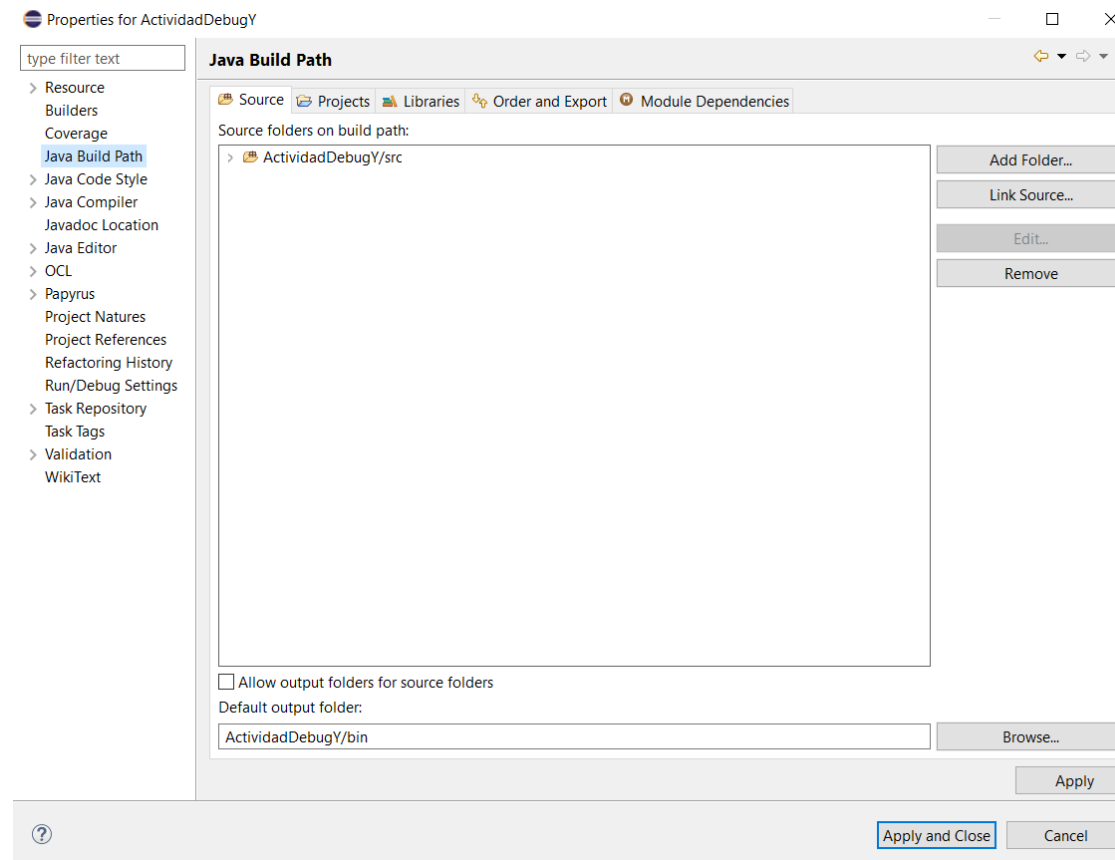 Properties for ActividadDebugY
type filter text
Resource
Builders
Coverage
Java Build Path
Java Code Style
Java Compiler
Javadoc Location
Java Editor
OCL
Papyrus
Project Natures
Project References
Refactoring History
Run/Debug Settings
Task Repository
Task Tags
Validation
WikiText
Java Build Path
Source Projects Libraries Order and Export Module Dependencies
Source folders on build path:
ActividadDebugY/src
Add Folder...
Link Source...
Edit...
Remove
Allow output folders for source folders
Default output folder:
ActividadDebugY/bin
Browse...
Apply
Apply and Close Cancel